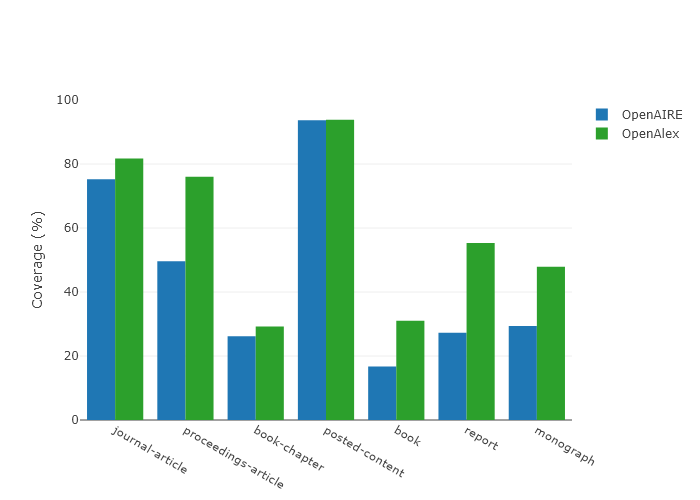 100
80
60
40
20
0
Coverage (%)
journal-article
proceedings-article
book-chapter
posted-content
book
report
monograph
OpenAIRE
OpenAlex